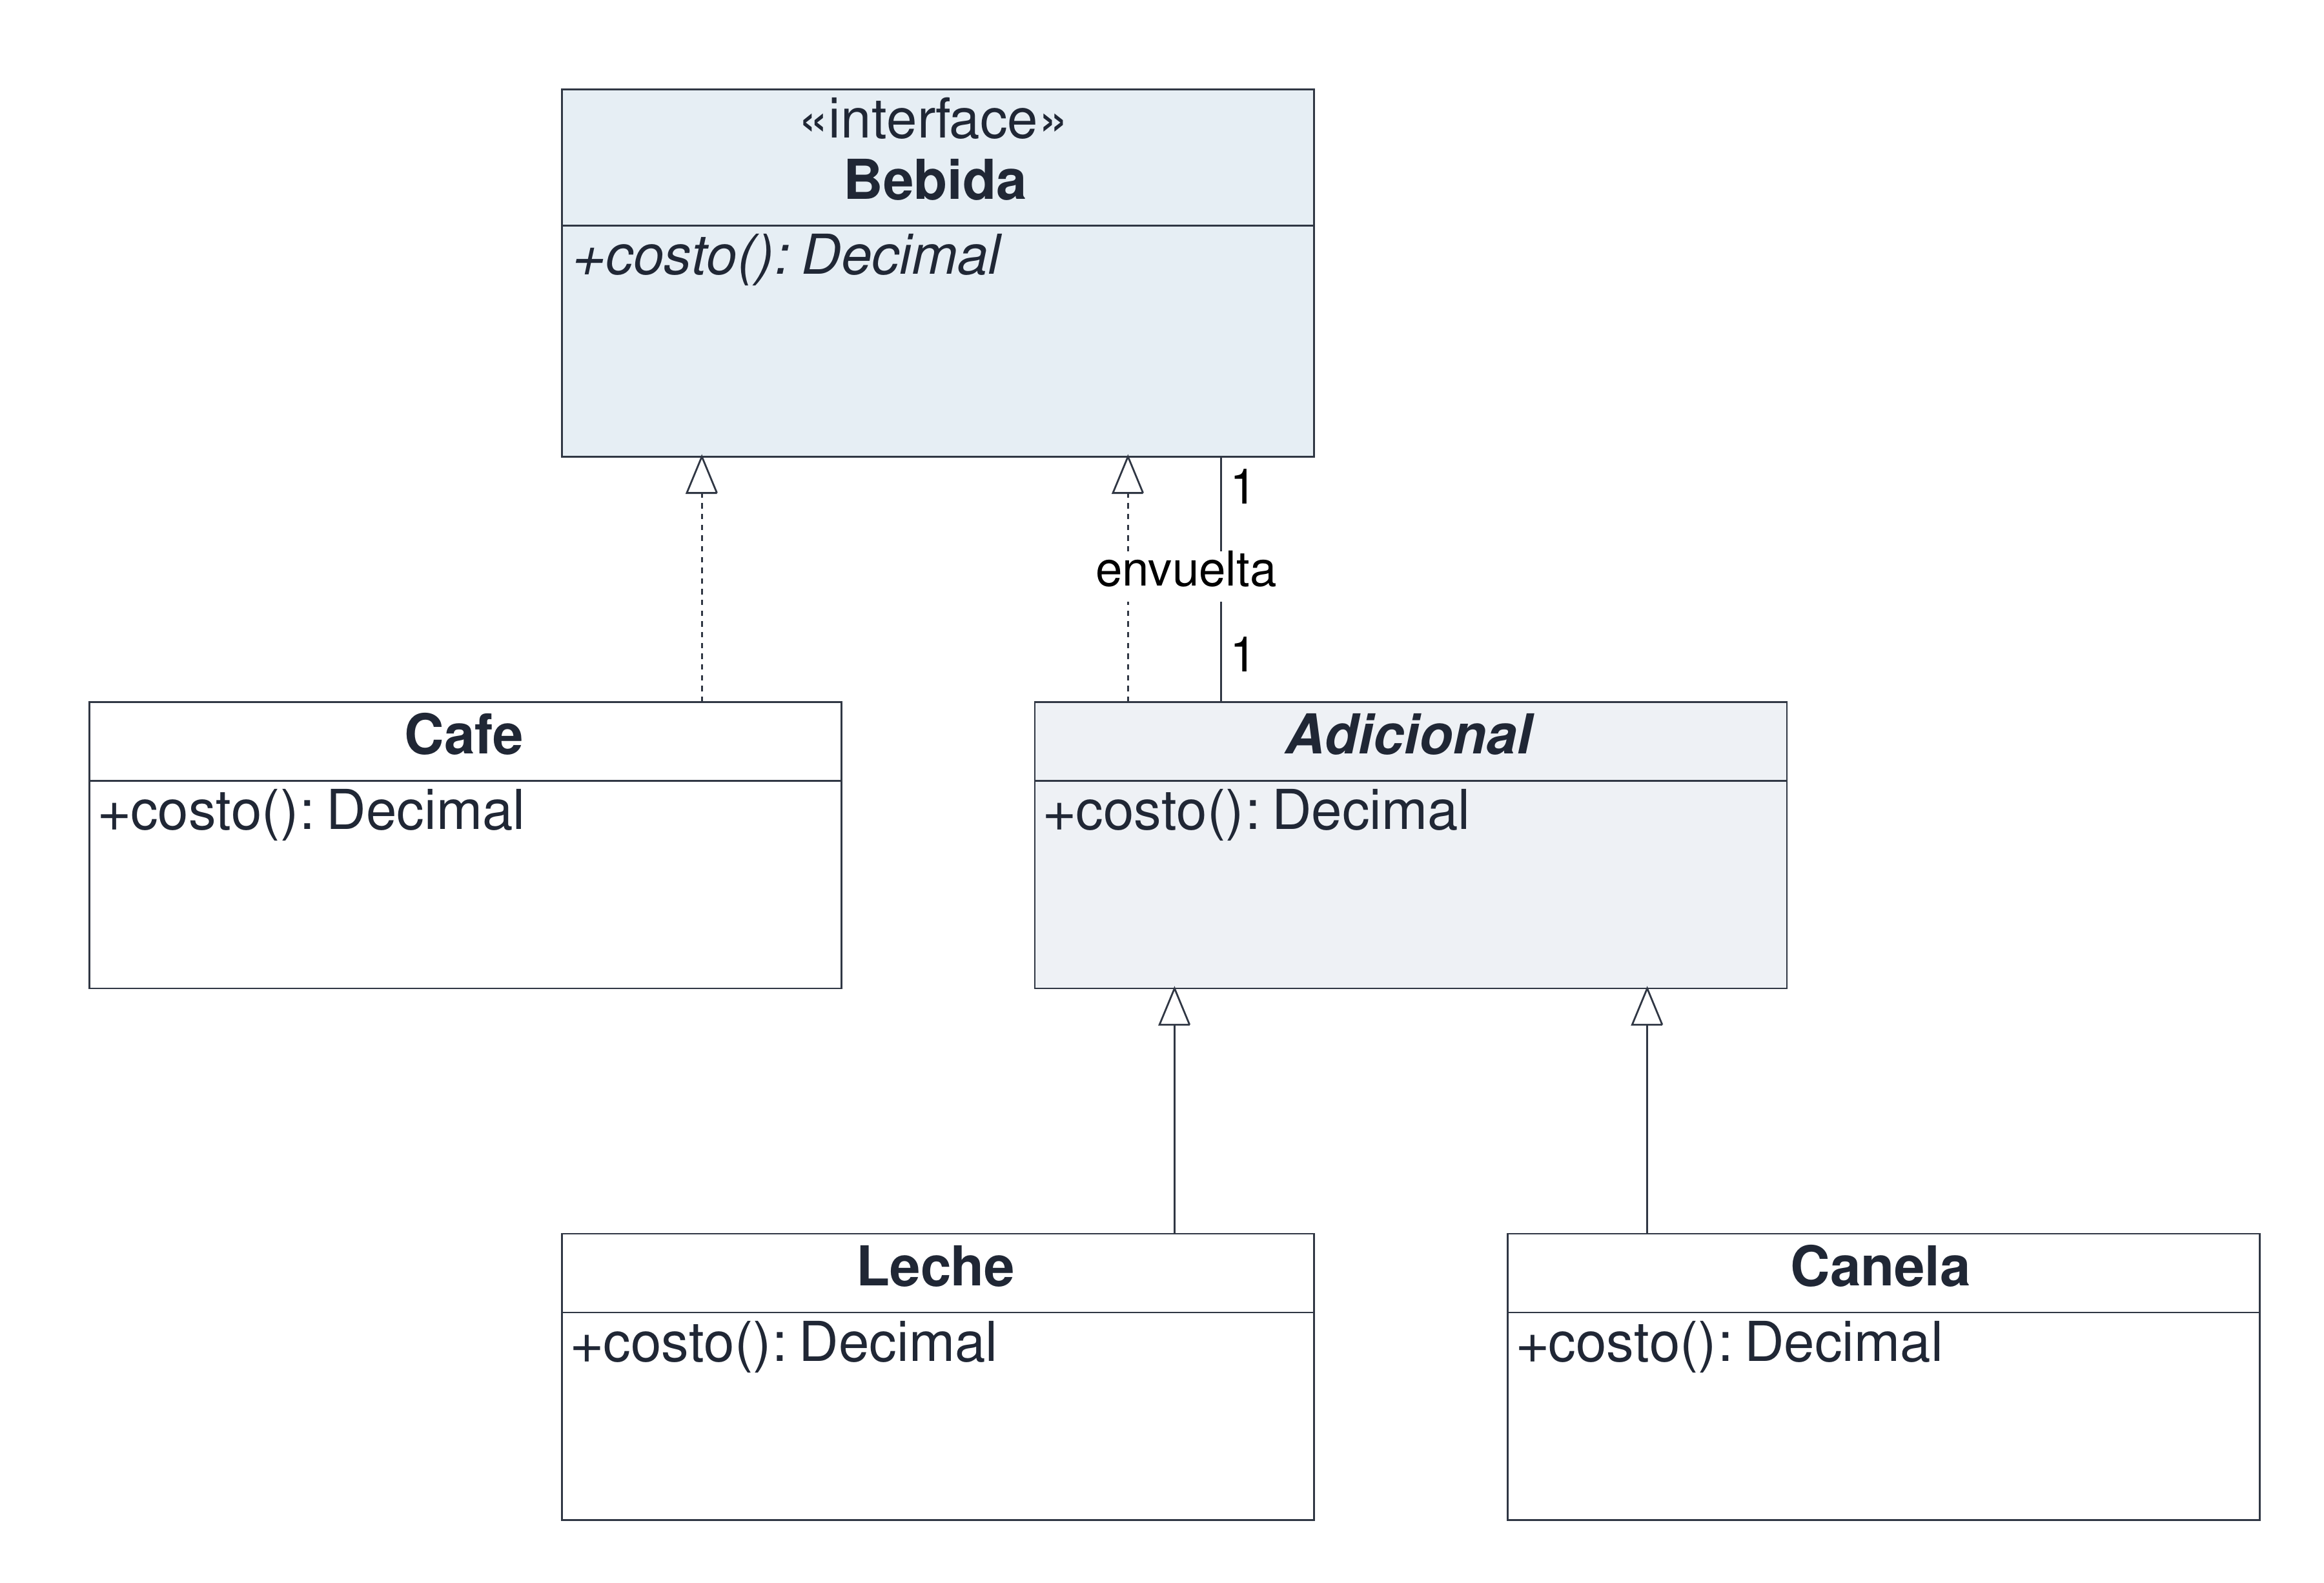 «interface»
Bebida
+costo(): Decimal
1
envuelta
1
Cafe
+costo(): Decimal
Adicional
+costo(): Decimal
Leche
+costo(): Decimal
Canela
+costo(): Decimal